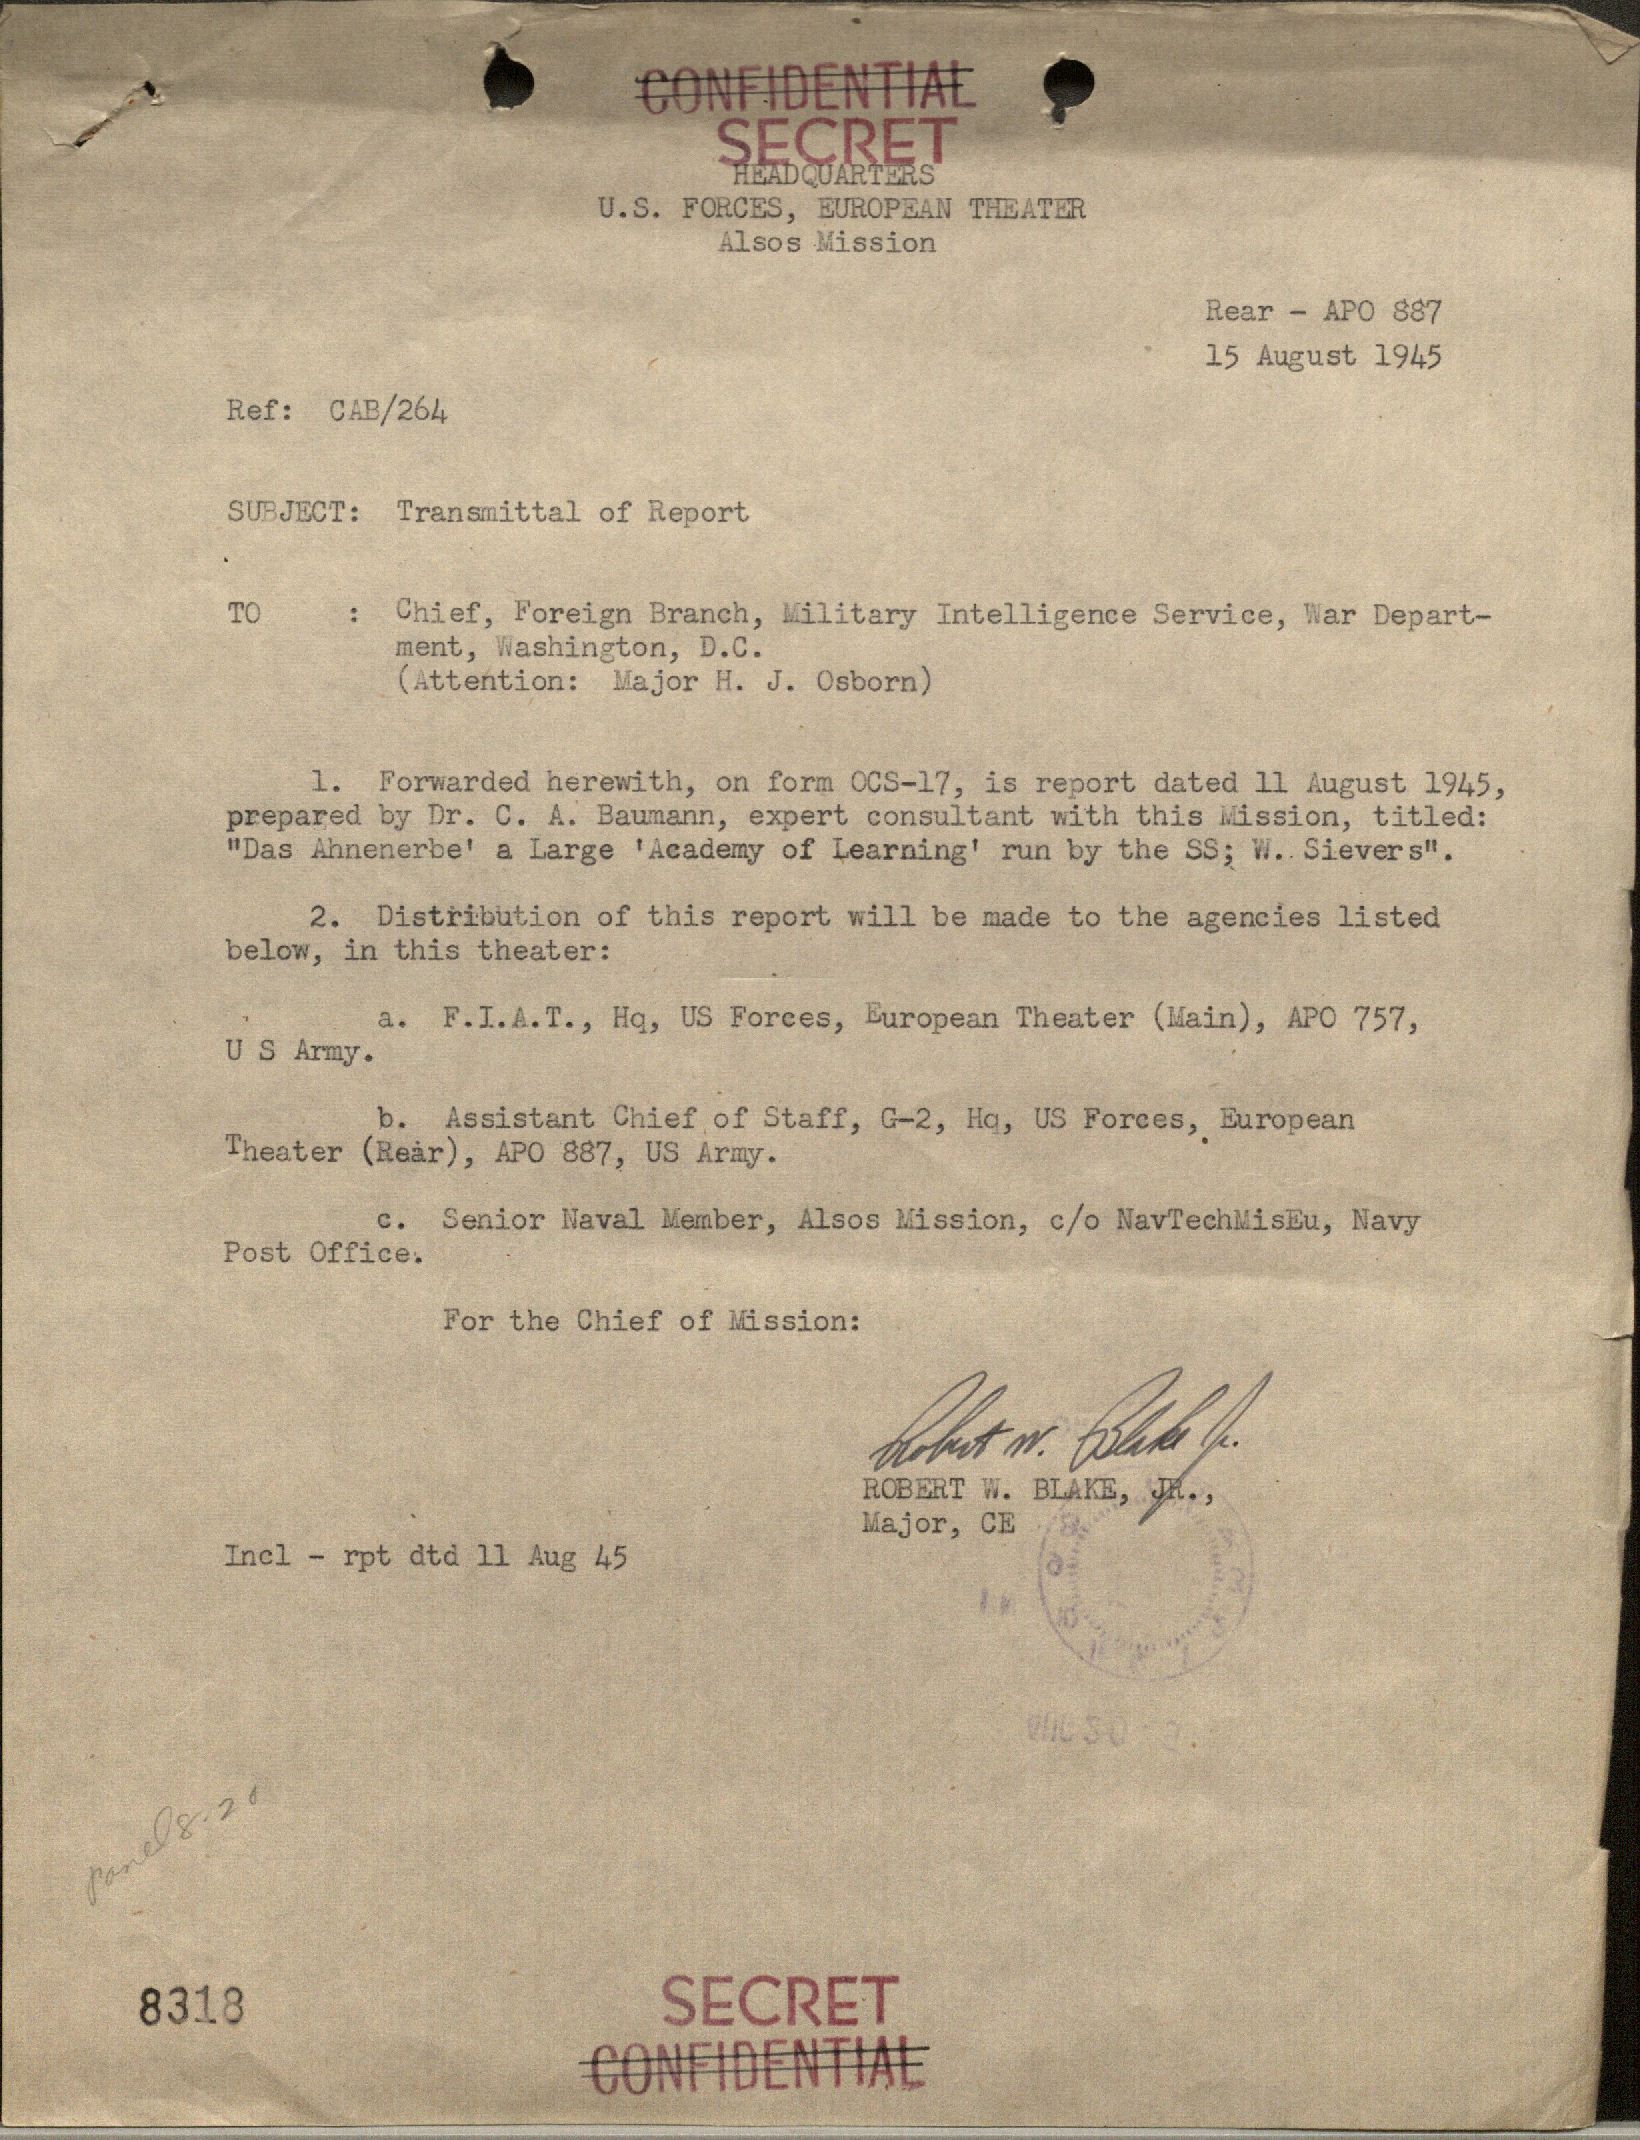 CONFIDENTIAL
SECRET
HEADQUARTERS
U.S. FORCES, EUROPEAN THEATER
Alsos Mission
Rear - APO 887
15 August 1945
Ref: CAB/264
SUBJECT: Transmittal of Report
TO : Chief, Foreign Branch, Military Intelligence Service, War Depart-
ment, Washington, D.C.
(Attention: Major H. J. Osborn)
1. Forwarded herewith, on form OCS-17, is report dated 11 August 1945,
prepared by Dr. C. A. Baumann, expert consultant with this Mission, titled:
"Das Ahnenerbe' a Large 'Academy of Learning' run by the SS; W. Sievers".
2. Distribution of this report will be made to the agencies listed
below, in this theater:
a. F.I.A.T., Hq, US Forces, European Theater (Main), APO 757,
U S Army.
b. Assistant Chief of Staff, G-2, Hq, US Forces, European
Theater (Rear), APO 887, US Army.
c. Senior Naval Member, Alsos Mission, c/o NavTechMisEu, Navy
Post Office.
For the Chief of Mission:
Robert W. Blake Jr.
ROBERT W. BLAKE, JR.,
Major, CE
Incl - rpt dtd 11 Aug 45
Panel 8-20
8318
SECRET
CONFIDENTIAL